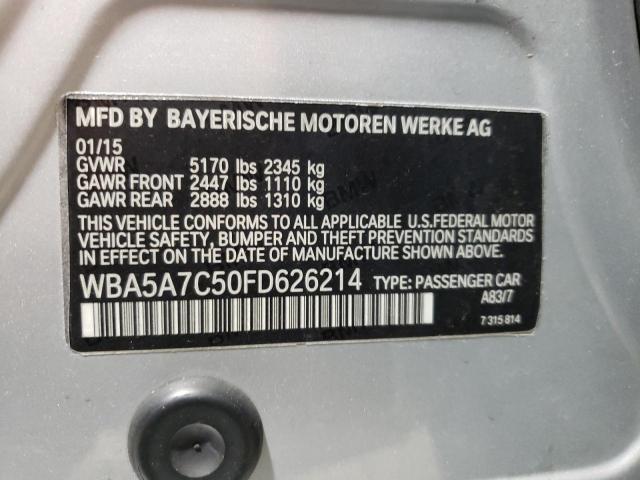 MFD BY BAYERISCHE MOTOREN WERKE AG
01/15
GVWR 5170 lbs 2345 kg
GAWR FRONT 2447 lbs 1110 kg
GAWR REAR 2888 lbs 1310 kg
THIS VEHICLE CONFORMS TO ALL APPLICABLE U.S.FEDERAL MOTOR
VEHICLE SAFETY, BUMPER AND THEFT PREVENTION STANDARDS
IN EFFECT ON THE DATE OF MANUFACTURE SHOWN ABOVE.
WBA5A7C50FD626214 TYPE: PASSENGER CAR
A83/7
7 315 814